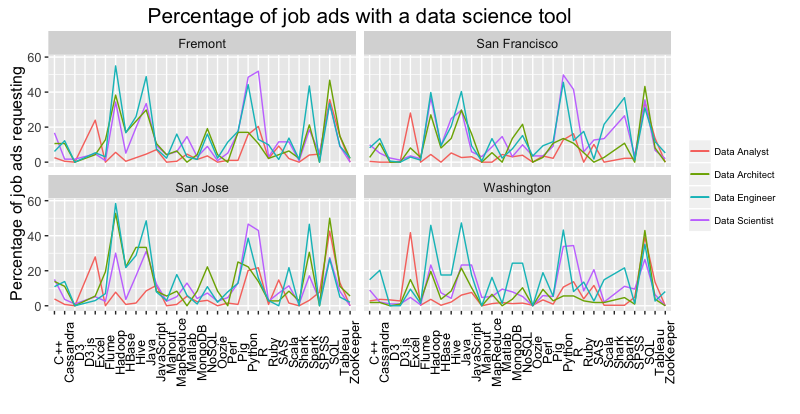 Percentage of job ads with a data science tool
Fremont
San Francisco
60
40
20
0
San Jose
Washington
60
40
20
0
Percentage of job ads requesting
Data Analyst
Data Architect
Data Engineer
Data Scientist
C++
Cassandra
D3
D3.js
Excel
Flume
Hadoop
HBase
Hive
Java
JavaScript
Mahout
MapReduce
Matlab
MongoDB
NoSQL
Oozie
Perl
Pig
Python
R
Ruby
SAS
Scala
Shark
Spark
SPSS
SQL
Tableau
ZooKeeper
C++
Cassandra
D3
D3.js
Excel
Flume
Hadoop
HBase
Hive
Java
JavaScript
Mahout
MapReduce
Matlab
MongoDB
NoSQL
Oozie
Perl
Pig
Python
R
Ruby
SAS
Scala
Shark
Spark
SPSS
SQL
Tableau
ZooKeeper